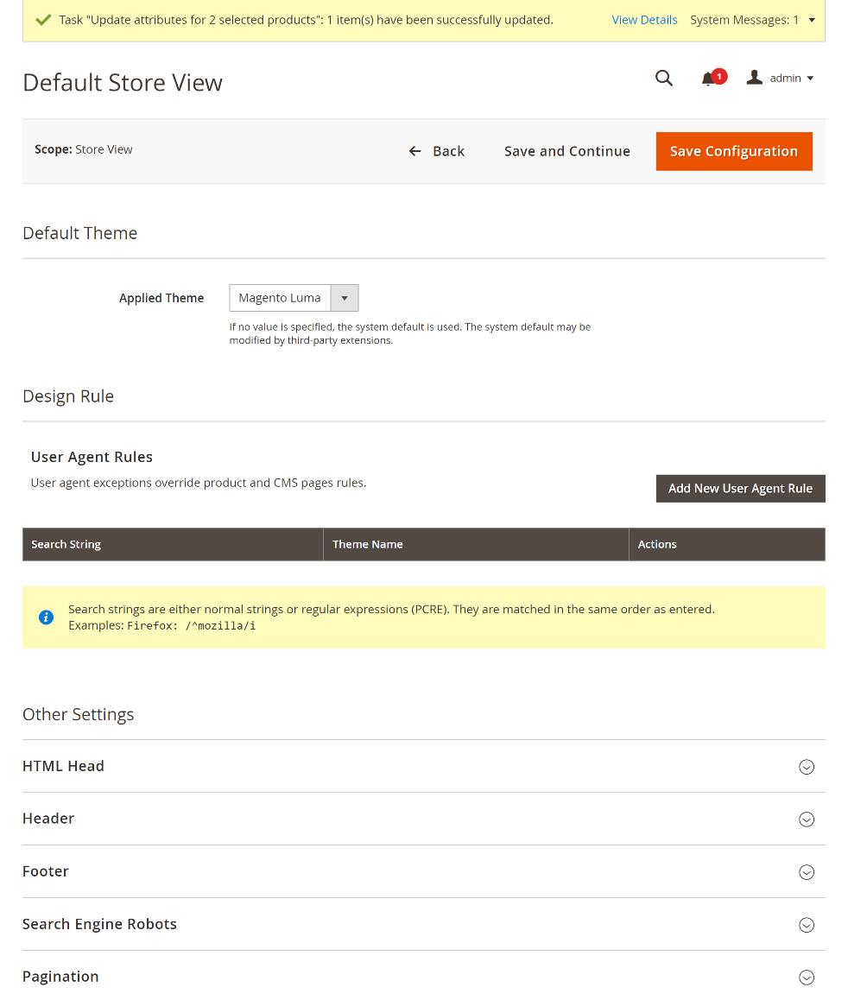 Task "Update attributes for 2 selected products": 1 item(s) have been successfully updated. View Details System Messages: 1
Default Store View
1
admin
Scope: Store View
Back
Save and Continue
Save Configuration
Default Theme
Applied Theme
Magento Luma
If no value is specified, the system default is used. The system default may be
modified by third-party extensions.
Design Rule
User Agent Rules
User agent exceptions override product and CMS pages rules.
Add New User Agent Rule
Search String Theme Name Actions
Search strings are either normal strings or regular expressions (PCRE). They are matched in the same order as entered.
Examples: Firefox: /^mozilla/i
Other Settings
HTML Head
Header
Footer
Search Engine Robots
Pagination